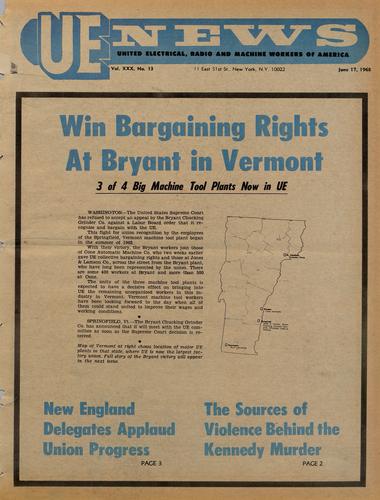 UE NEWS
UNITED ELECTRICAL, RADIO AND MACHINE WORKERS OF AMERICA
Vol. XXX, No. 13 11 East 51st St., New York, N.Y. 10022 June 17, 1968
Win Bargaining Rights
At Bryant in Vermont
3 of 4 Big Machine Tool Plants Now in UE
WASHINGTON—The United States Supreme Court
has refused to accept an appeal by the Bryant Chucking
Grinder Co. against a Labor Board order that it re-
cognize and bargain with the UE.
This fight for union recognition by the employees
of the Springfield, Vermont machine tool plant began
in the summer of 1965.
With their victory, the Bryant workers join those
of Cone Automatic Machine Co. who two weeks earlier
gave UE collective bargaining rights and those at Jones
& Lamson Co., across the street from the Bryant plant,
who have long been represented by the union. There
are some 400 workers at Bryant and more than 500
at Cone.
The unity of the three machine tool plants is
expected to have a decisive effect on bringing into
UE the remaining unorganized workers in this in-
dustry in Vermont. Vermont machine tool workers
have been looking forward to the day when all of
them could stand united to improve their wages and
working conditions.
SPRINGFIELD, Vt.—The Bryant Chucking Grinder
Co. has announced that it will meet with the UE com-
mittee as soon as the Supreme Court decision is re-
ceived.
Map of Vermont at right shows location of major UE
plants in that state, where UE is now the largest fac-
tory union. Full story of the Bryant victory will appear
in the next issue.
New England
Delegates Applaud
Union Progress
PAGE 3
The Sources of
Violence Behind the
Kennedy Murder
PAGE 2